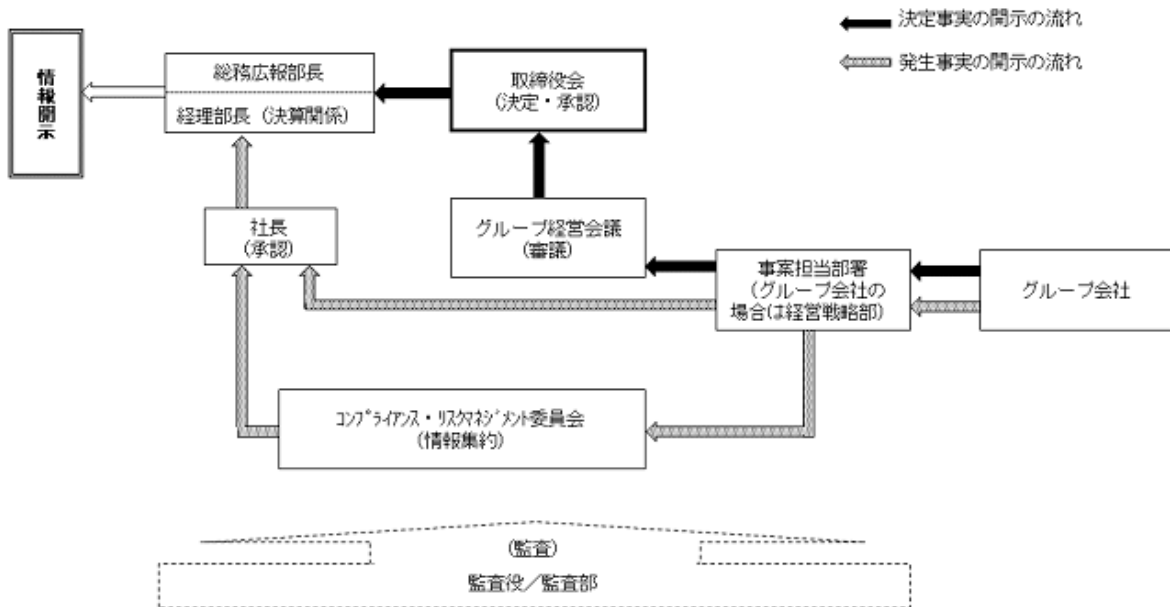 決定事実の開示の流れ
発生事実の開示の流れ
情報開示
総務広報部長
経理部長（決算関係）
取締役会
（決定・承認）
社長
（承認）
グループ経営会議
（審議）
事案担当部署
（グループ会社の
場合は経営戦略部）
グループ会社
ｺﾝﾌﾟﾗｲｱﾝｽ・ﾘｽｸﾏﾈｼﾞﾒﾝﾄ委員会
（情報集約）
（監査）
監査役／監査部